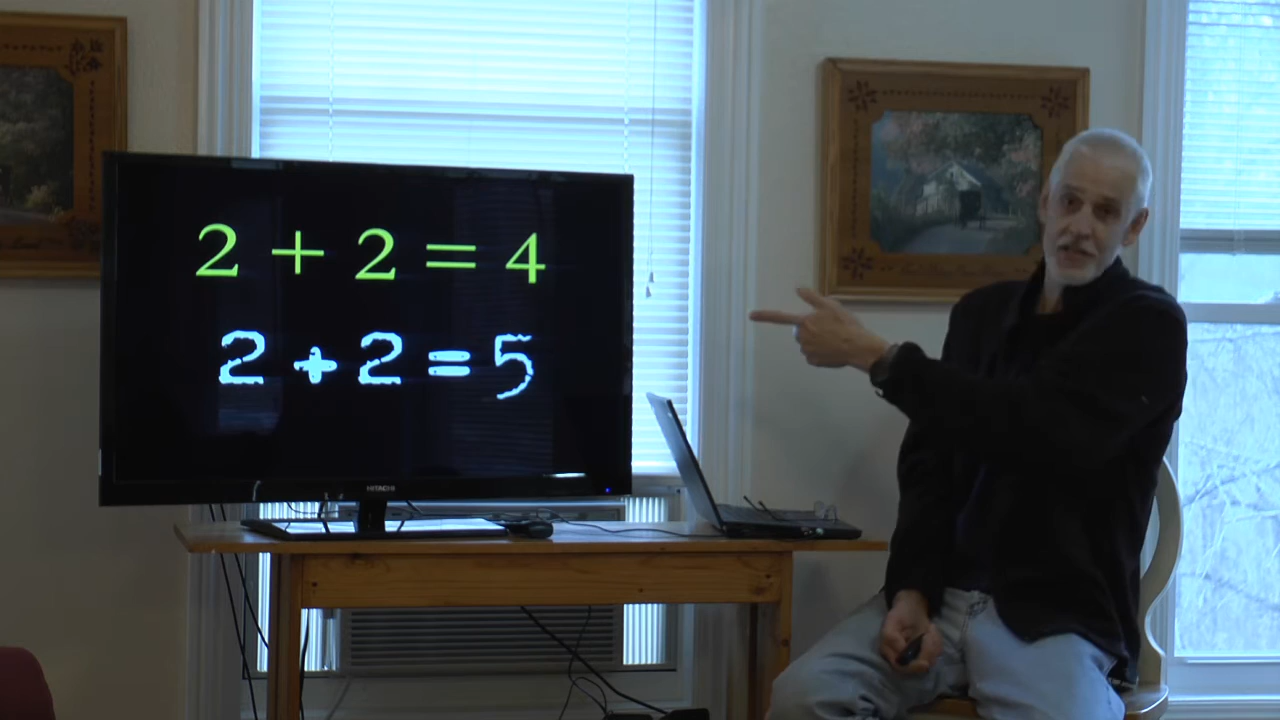 2 + 2 = 4
2 + 2 = 5
HITACHI